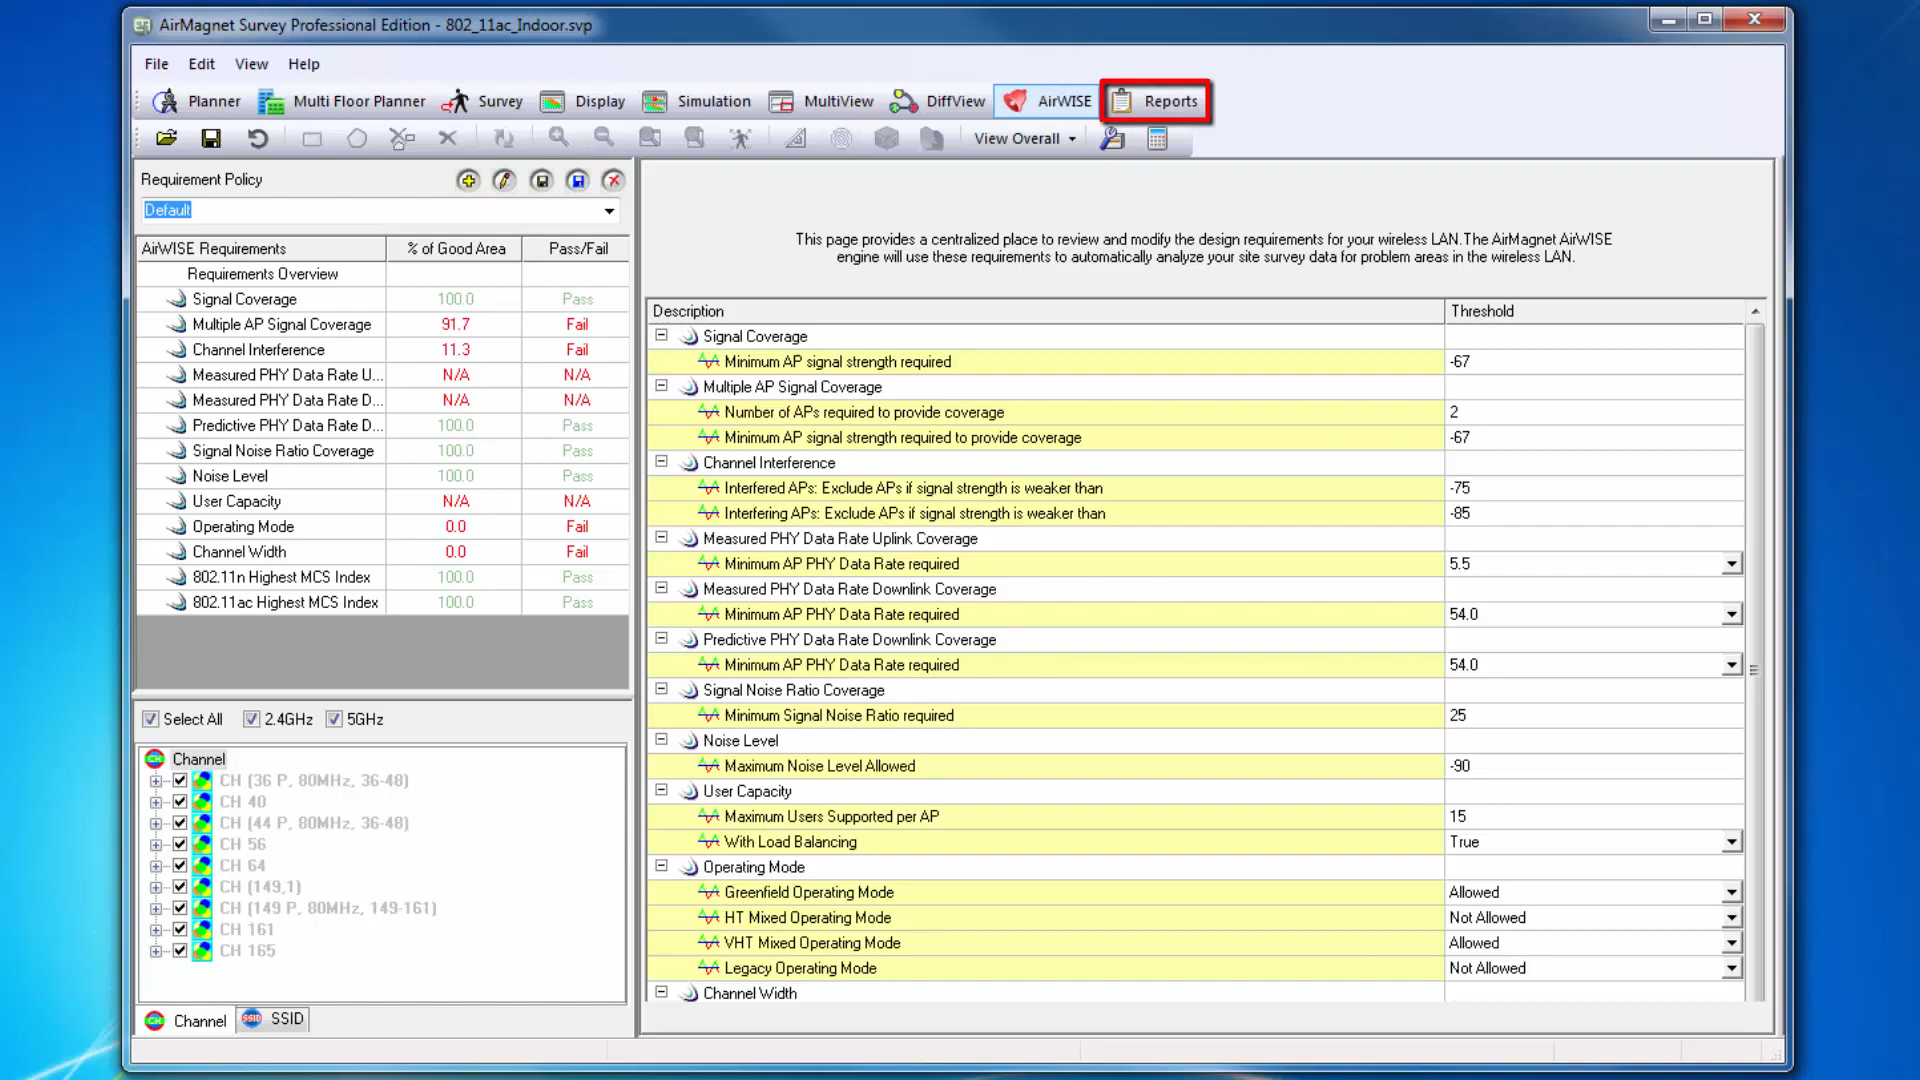 AirMagnet Survey Professional Edition - 802_11ac_Indoor.svp
File Edit View Help
Planner Multi Floor Planner Survey Display Simulation MultiView DiffView AirWISE Reports
View Overall
Requirement Policy
Default
AirWISE Requirements % of Good Area Pass/Fail
Requirements Overview
Signal Coverage 100.0 Pass
Multiple AP Signal Coverage 91.7 Fail
Channel Interference 11.3 Fail
Measured PHY Data Rate U... N/A N/A
Measured PHY Data Rate D... N/A N/A
Predictive PHY Data Rate D... 100.0 Pass
Signal Noise Ratio Coverage 100.0 Pass
Noise Level 100.0 Pass
User Capacity N/A N/A
Operating Mode 0.0 Fail
Channel Width 0.0 Fail
802.11n Highest MCS Index 100.0 Pass
802.11ac Highest MCS Index 100.0 Pass
Select All 2.4GHz 5GHz
CH Channel
CH (36 P, 80MHz, 36-48)
CH 40
CH (44 P, 80MHz, 36-48)
CH 56
CH 64
CH (149,1)
CH (149 P, 80MHz, 149-161)
CH 161
CH 165
CH Channel SSID SSID
This page provides a centralized place to review and modify the design requirements for your wireless LAN.The AirMagnet AirWISE
engine will use these requirements to automatically analyze your site survey data for problem areas in the wireless LAN.
Description Threshold
Signal Coverage
Minimum AP signal strength required -67
Multiple AP Signal Coverage
Number of APs required to provide coverage 2
Minimum AP signal strength required to provide coverage -67
Channel Interference
Interfered APs: Exclude APs if signal strength is weaker than -75
Interfering APs: Exclude APs if signal strength is weaker than -85
Measured PHY Data Rate Uplink Coverage
Minimum AP PHY Data Rate required 5.5
Measured PHY Data Rate Downlink Coverage
Minimum AP PHY Data Rate required 54.0
Predictive PHY Data Rate Downlink Coverage
Minimum AP PHY Data Rate required 54.0
Signal Noise Ratio Coverage
Minimum Signal Noise Ratio required 25
Noise Level
Maximum Noise Level Allowed -90
User Capacity
Maximum Users Supported per AP 15
With Load Balancing True
Operating Mode
Greenfield Operating Mode Allowed
HT Mixed Operating Mode Not Allowed
VHT Mixed Operating Mode Allowed
Legacy Operating Mode Not Allowed
Channel Width